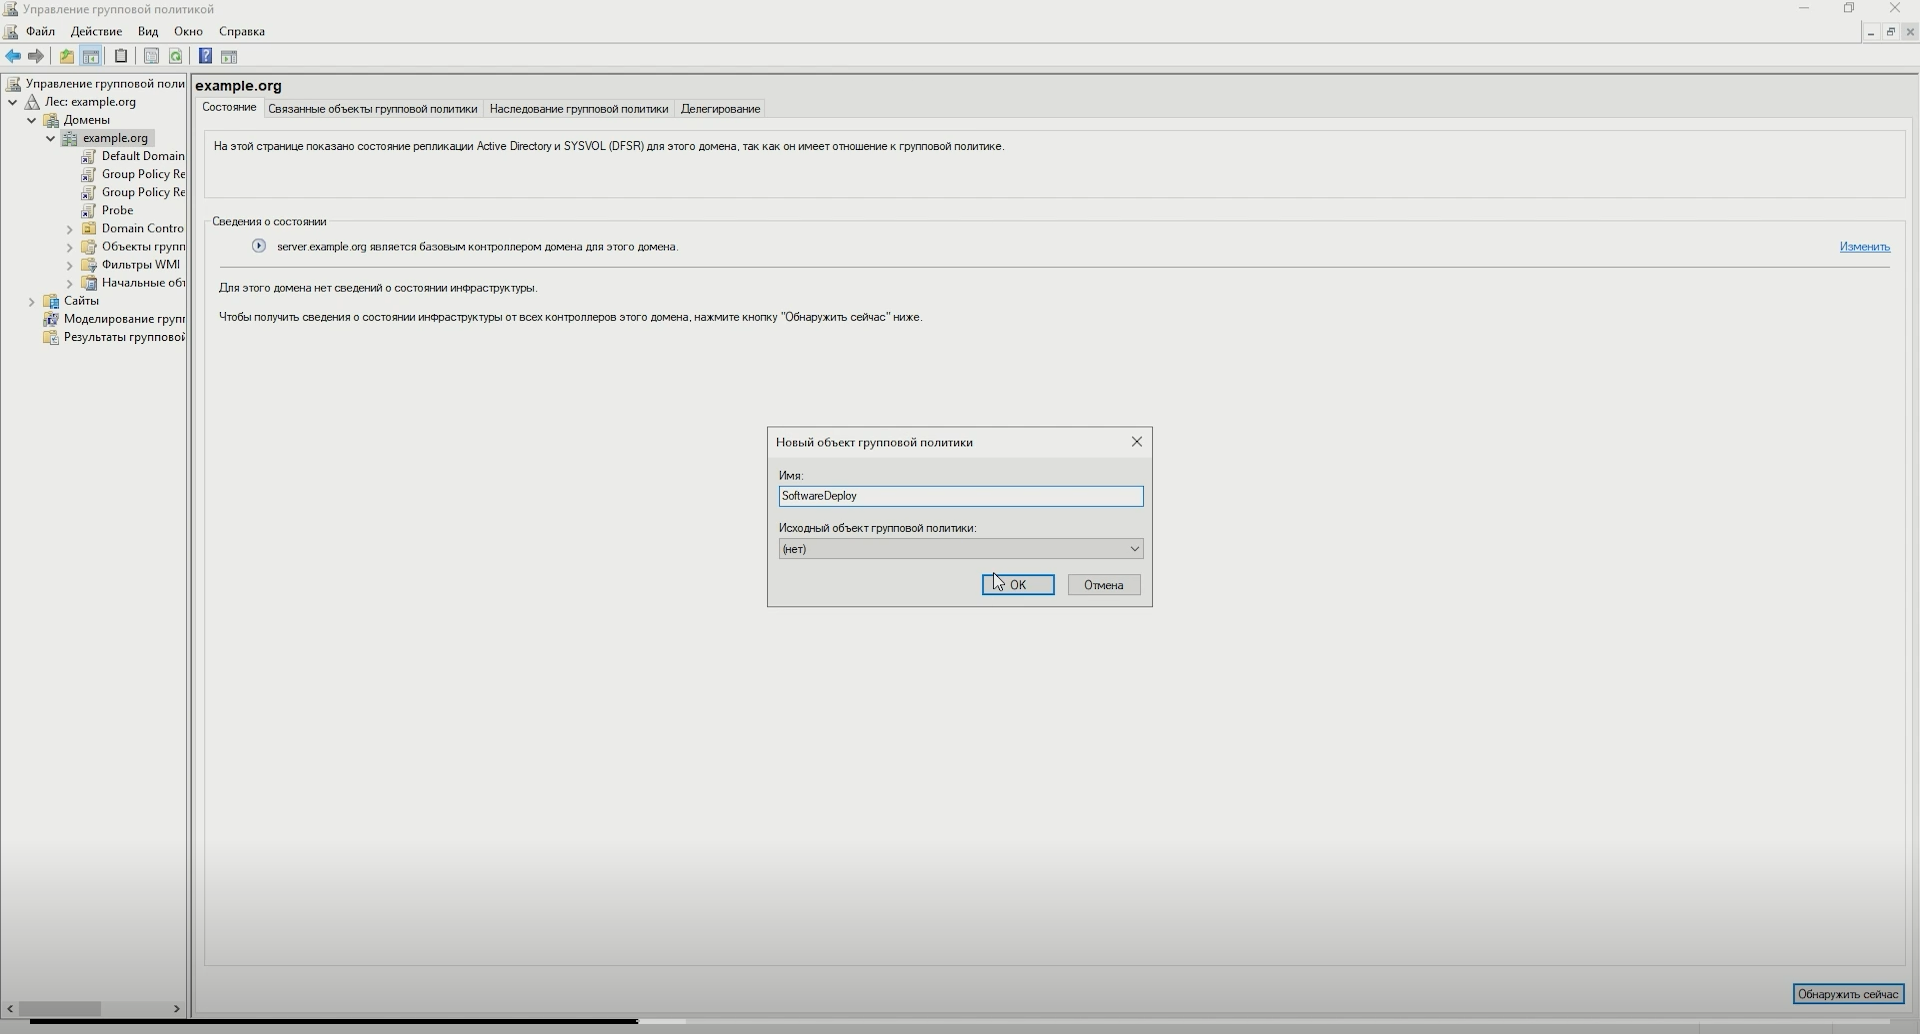 Управление групповой политикой
Файл Действие Вид Окно Справка
Управление групповой поли
Лес: example.org
Домены
example.org
Default Domain
Group Policy Re
Group Policy Re
Probe
Domain Contro
Объекты групп
Фильтры WMI
Начальные объ
Сайты
Моделирование групп
Результаты групповой
example.org
Состояние Связанные объекты групповой политики Наследование групповой политики Делегирование
На этой странице показано состояние репликации Active Directory и SYSVOL (DFSR) для этого домена, так как он имеет отношение к групповой политике.
Сведения о состоянии
server.example.org является базовым контроллером домена для этого домена.
Изменить
Для этого домена нет сведений о состоянии инфраструктуры.
Чтобы получить сведения о состоянии инфраструктуры от всех контроллеров этого домена, нажмите кнопку "Обнаружить сейчас" ниже.
Новый объект групповой политики
Имя:
SoftwareDeploy
Исходный объект групповой политики:
(нет)
OK Отмена
Обнаружить сейчас